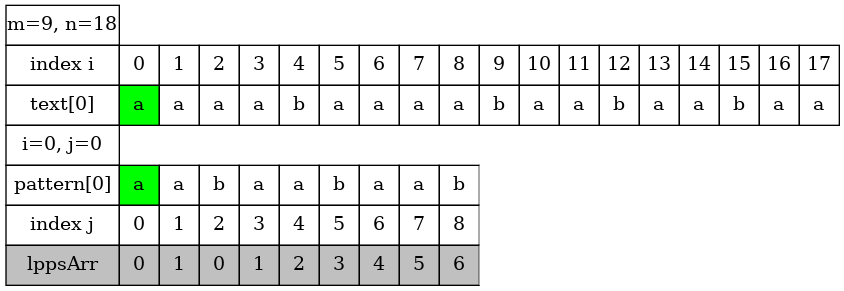 m=9, n=18
index i 0 1 2 3 4 5 6 7 8 9 10 11 12 13 14 15 16 17
text[0] a a a a b a a a a b a a b a a b a a
i=0, j=0
pattern[0] a a b a a b a a b
index j 0 1 2 3 4 5 6 7 8
lppsArr 0 1 0 1 2 3 4 5 6